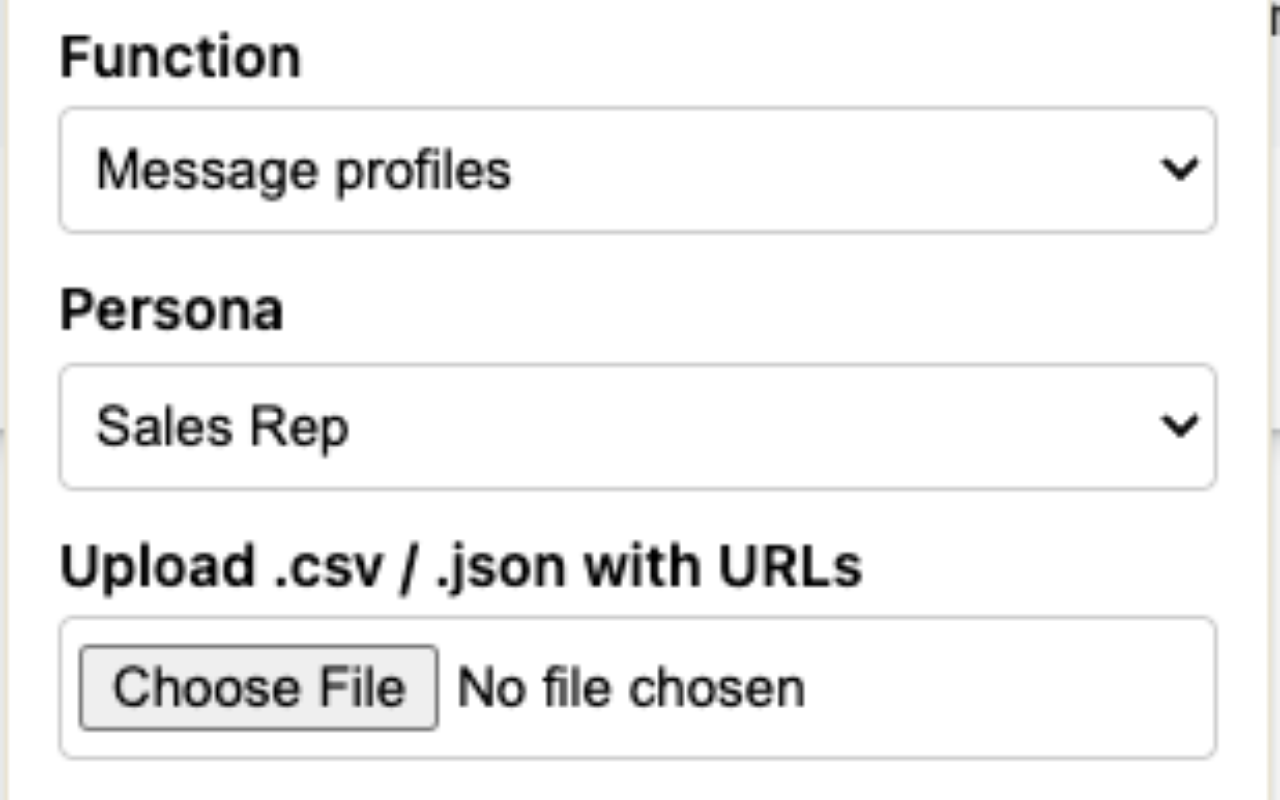 Function
Message profiles
Persona
Sales Rep
Upload .csv / .json with URLs
Choose File No file chosen